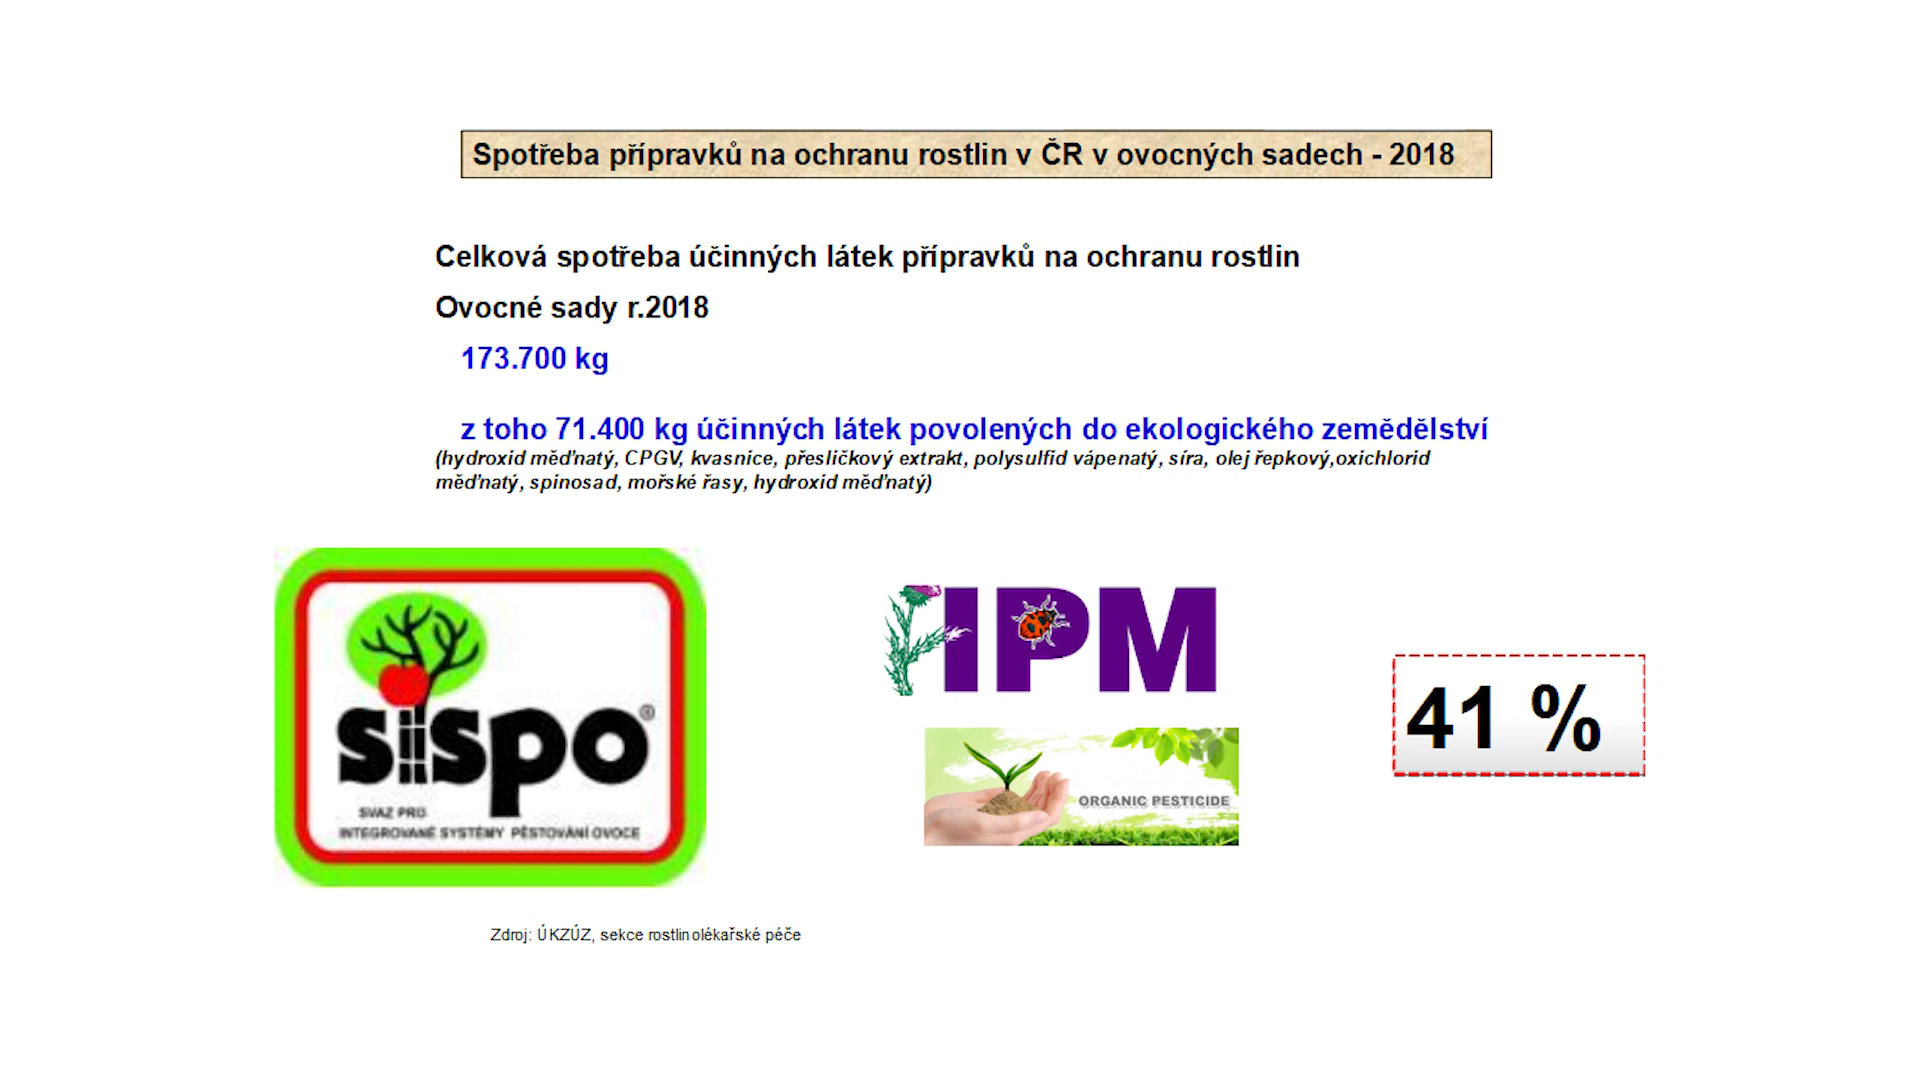 Spotřeba přípravků na ochranu rostlin v ČR v ovocných sadech - 2018
Celková spotřeba účinných látek přípravků na ochranu rostlin
Ovocné sady r.2018
173.700 kg
z toho 71.400 kg účinných látek povolených do ekologického zemědělství
(hydroxid měďnatý, CPGV, kvasnice, přesličkový extrakt, polysulfid vápenatý, síra, olej řepkový,oxichlorid
měďnatý, spinosad, mořské řasy, hydroxid měďnatý)
sispo®
SVAZ PRO
INTEGROVANÉ SYSTÉMY PĚSTOVÁNÍ OVOCE
IPM
ORGANIC PESTICIDE
41 %
Zdroj: ÚKZÚZ, sekce rostlinolékařské péče